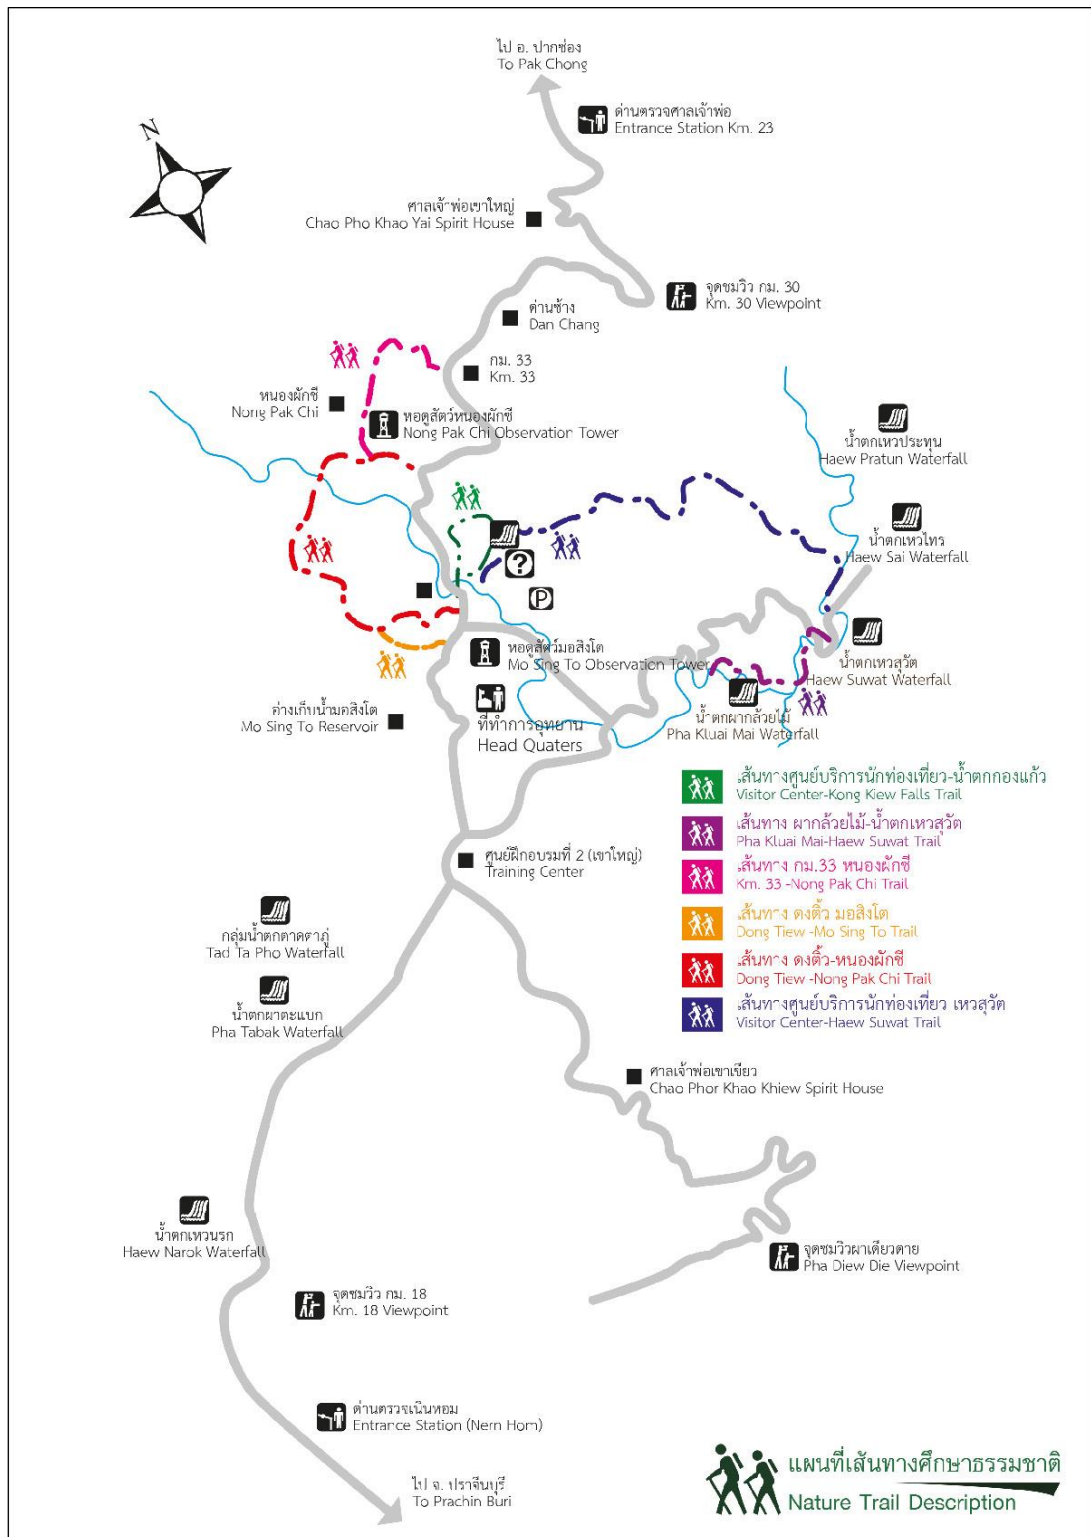 ไป อ. ปากช่อง
To Pak Chong
ด่านตรวจศาลเจ้าพ่อ
Entrance Station Km. 23
N
ศาลเจ้าพ่อเขาใหญ่
Chao Pho Khao Yai Spirit House
จุดชมวิว กม. 30
Km. 30 Viewpoint
ด่านช้าง
Dan Chang
กม. 33
Km. 33
หนองผักชี
Nong Pak Chi
หอดูสัตว์หนองผักชี
Nong Pak Chi Observation Tower
น้ำตกเหวประทุน
Haew Pratun Waterfall
น้ำตกเหวไทร
Haew Sai Waterfall
?
P
หอดูสัตว์มอสิงโต
Mo Sing To Observation Tower
น้ำตกเหวสุวัต
Haew Suwat Waterfall
อ่างเก็บน้ำมอสิงโต
Mo Sing To Reservoir
ที่ทำการอุทยาน
Head Quaters
น้ำตกผากล้วยไม้
Pha Kluai Mai Waterfall
เส้นทางศูนย์บริการนักท่องเที่ยว-น้ำตกกองแก้ว
Visitor Center-Kong Kiew Falls Trail
เส้นทาง ผากล้วยไม้-น้ำตกเหวสุวัต
Pha Kluai Mai-Haew Suwat Trail
เส้นทาง กม.33 หนองผักชี
Km. 33 -Nong Pak Chi Trail
เส้นทาง ดงติ้ว มอสิงโต
Dong Tiew -Mo Sing To Trail
เส้นทาง ดงติ้ว-หนองผักชี
Dong Tiew -Nong Pak Chi Trail
เส้นทางศูนย์บริการนักท่องเที่ยว เหวสุวัต
Visitor Center-Haew Suwat Trail
ศูนย์ฝึกอบรมที่ 2 (เขาใหญ่)
Training Center
กลุ่มน้ำตกตาดตาภู่
Tad Ta Pho Waterfall
น้ำตกผาตะแบก
Pha Tabak Waterfall
ศาลเจ้าพ่อเขาเขียว
Chao Phor Khao Khiew Spirit House
น้ำตกเหวนรก
Haew Narok Waterfall
จุดชมวิวผาเดียวดาย
Pha Diew Die Viewpoint
จุดชมวิว กม. 18
Km. 18 Viewpoint
ด่านตรวจเนินหอม
Entrance Station (Nern Hom)
ไป จ. ปราจีนบุรี
To Prachin Buri
แผนที่เส้นทางศึกษาธรรมชาติ
Nature Trail Description